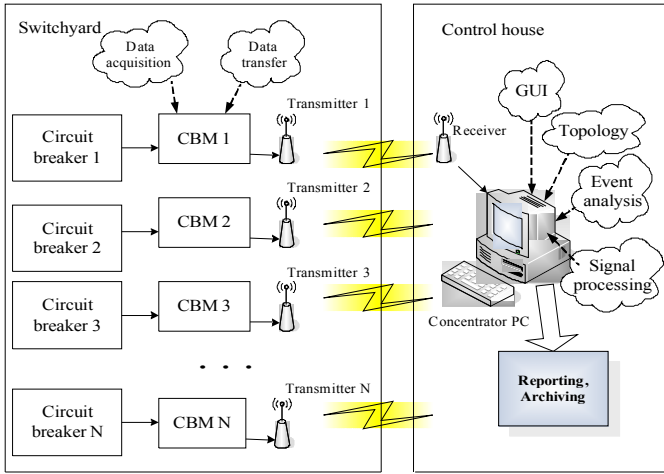 Switchyard
Control house
Data
acquisition
Data
transfer
GUI
Topology
Event
analysis
Signal
processing
Transmitter 1
Receiver
Circuit
breaker 1
CBM 1
Transmitter 2
Circuit
breaker 2
CBM 2
Transmitter 3
Circuit
breaker 3
CBM 3
Concentrator PC
. . .
Transmitter N
Circuit
breaker N
CBM N
Reporting,
Archiving